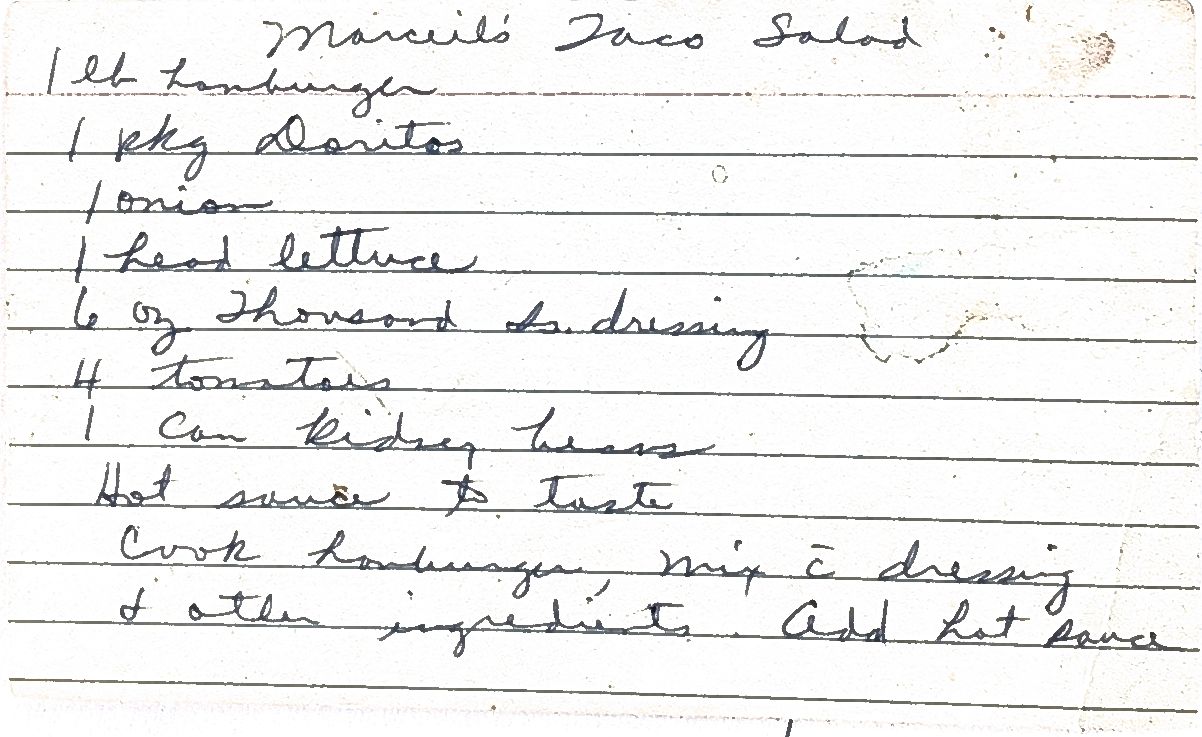 Marceil's Taco Salad
1 lb hamburger
1 pkg Doritos
1 onion
1 head lettuce
6 oz Thousand Is. dressing
4 tomatoes
1 can kidney beans
Hot sauce to taste
Cook hamburger, mix c̄ dressing
& other ingredients. Add hot sauce